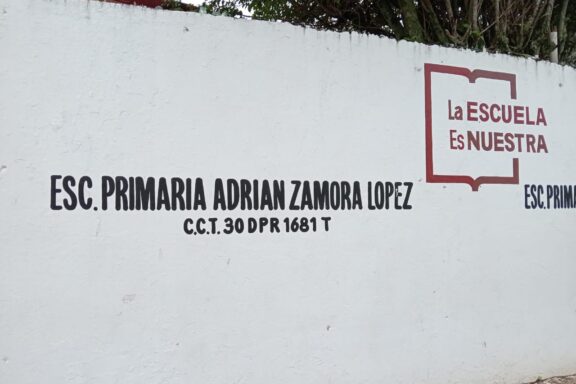 La ESCUELA
Es NUESTRA
ESC. PRIMARIA ADRIAN ZAMORA LOPEZ
C.C.T. 30 DPR 1681 T
ESC. PRIMA